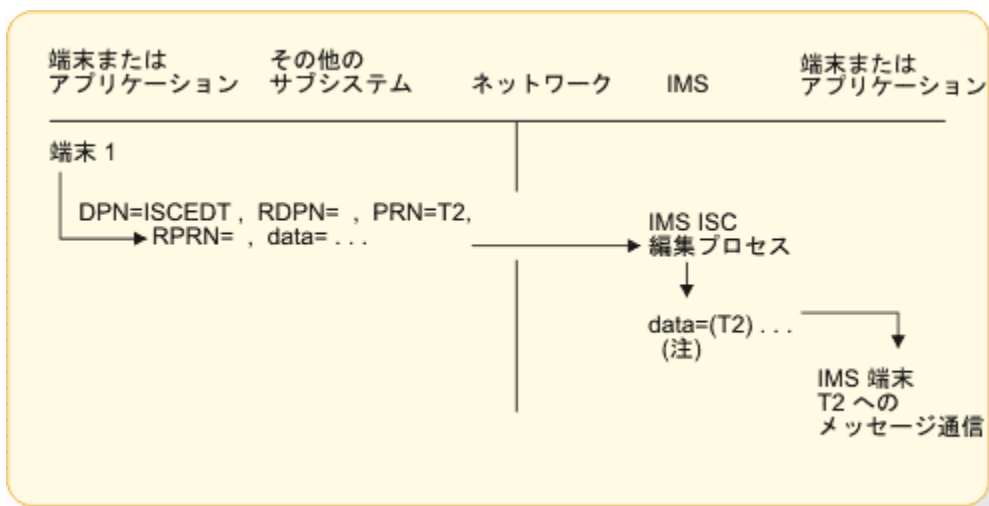 端末または
アプリケーション
その他の
サブシステム
ネットワーク
IMS
端末または
アプリケーション
端末 1
DPN=ISCEDT , RDPN= , PRN=T2,
RPRN= , data= . . .
IMS ISC
編集プロセス
data=(T2) . . .
(注)
IMS 端末
T2 への
メッセージ通信